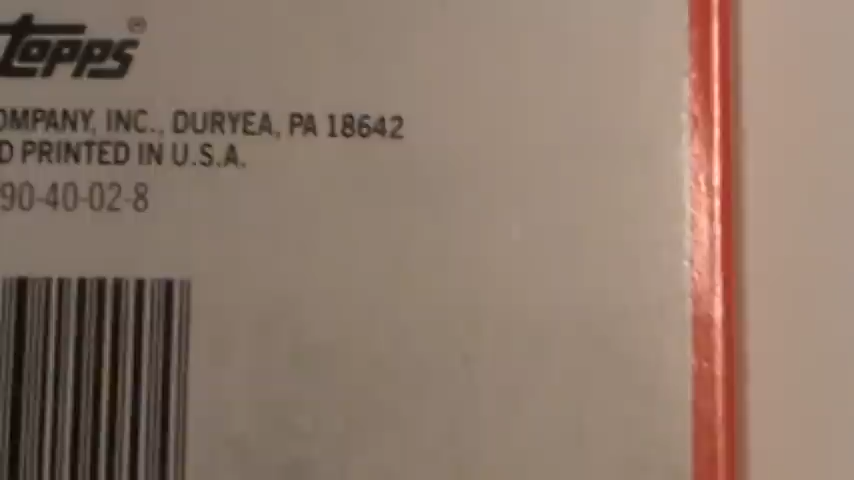 topps®
OMPANY, INC., DURYEA, PA 18642
D PRINTED IN U.S.A.
90-40-02-8